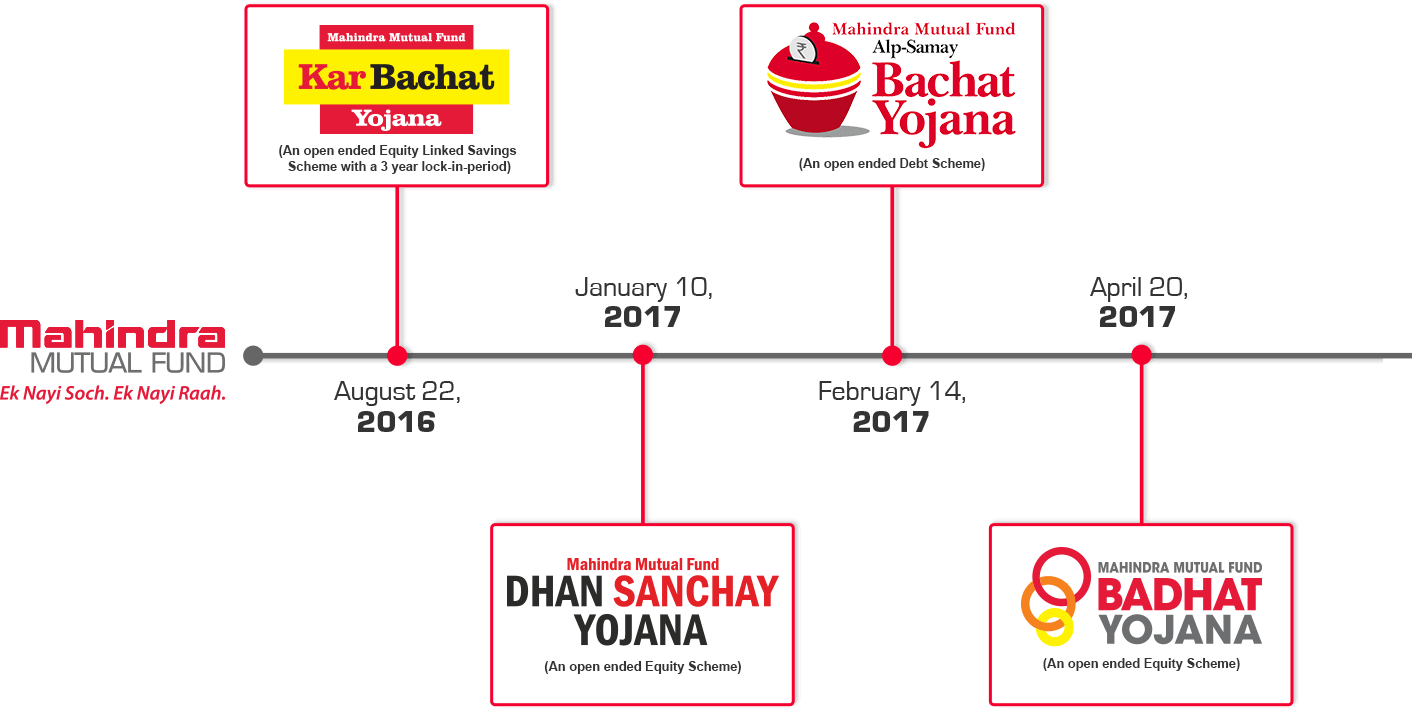 Mahindra Mutual Fund
Kar Bachat
Yojana
(An open ended Equity Linked Savings
Scheme with a 3 year lock-in-period)
₹
Mahindra Mutual Fund
Alp-Samay
Bachat
Yojana
(An open ended Debt Scheme)
mahindra
MUTUAL FUND
Ek Nayi Soch. Ek Nayi Raah.
August 22,
2016
January 10,
2017
February 14,
2017
April 20,
2017
Mahindra Mutual Fund
DHAN SANCHAY
YOJANA
(An open ended Equity Scheme)
MAHINDRA MUTUAL FUND
BADHAT
YOJANA
(An open ended Equity Scheme)